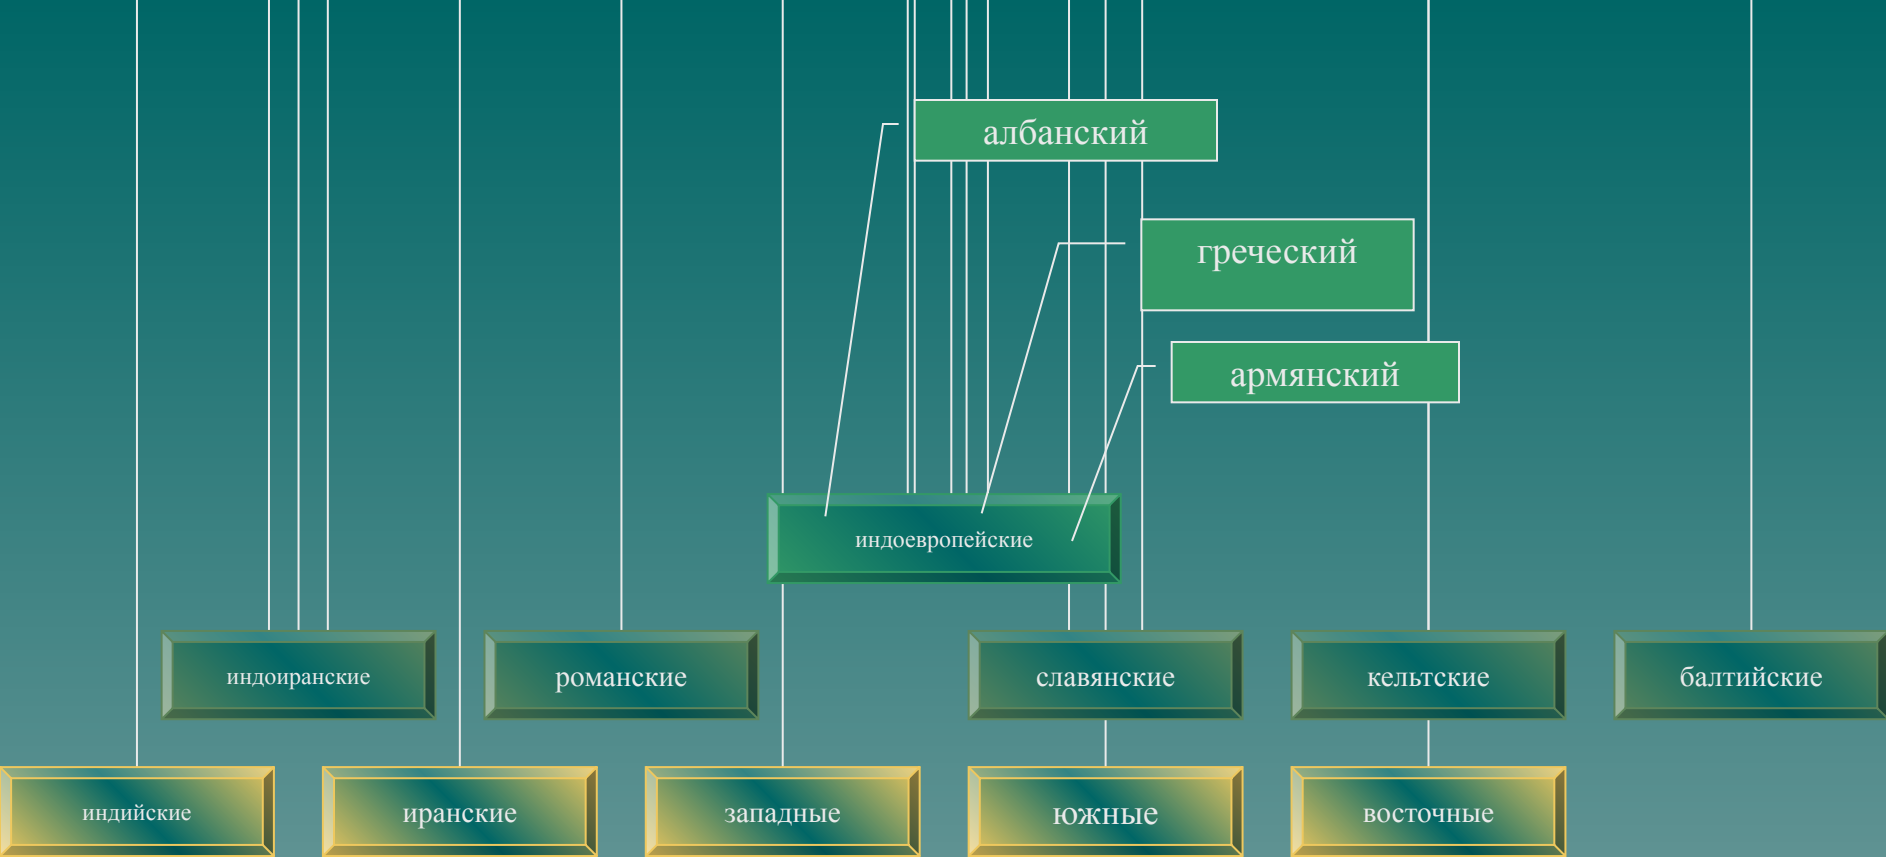 албанский
греческий
армянский
индоевропейские
индоиранские
романские
славянские
кельтские
балтийские
индийские
иранские
западные
южные
восточные